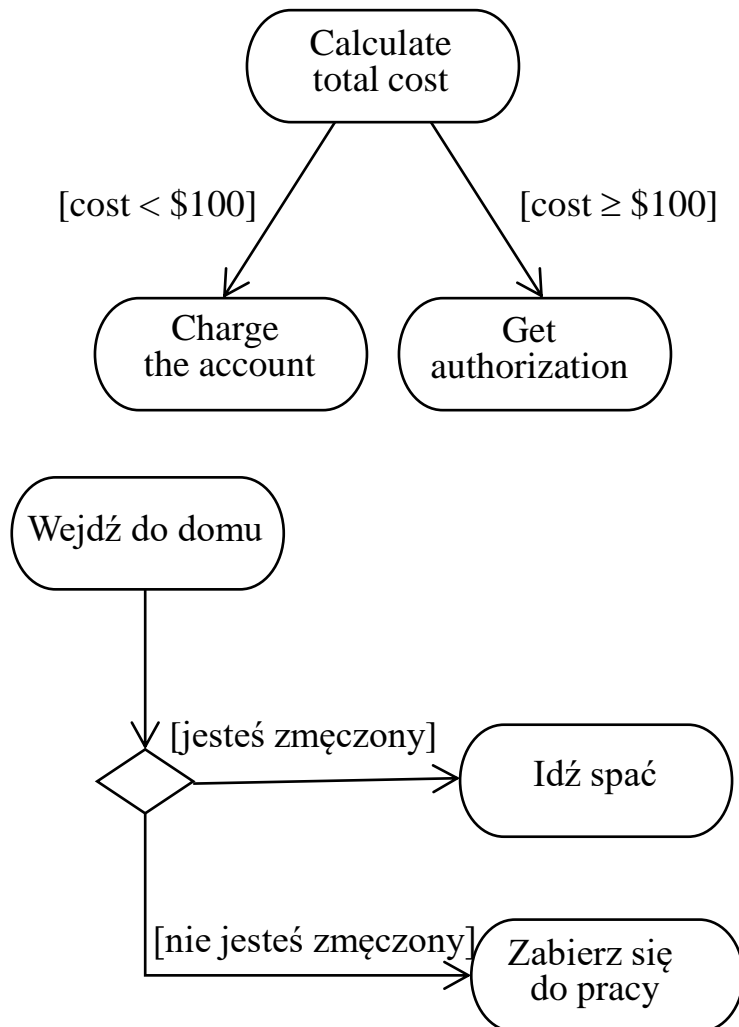 Calculate
total cost
[cost < $100]
[cost ≥ $100]
Charge
the account
Get
authorization
Wejdź do domu
[jesteś zmęczony]
Idź spać
[nie jesteś zmęczony]
Zabierz się
do pracy